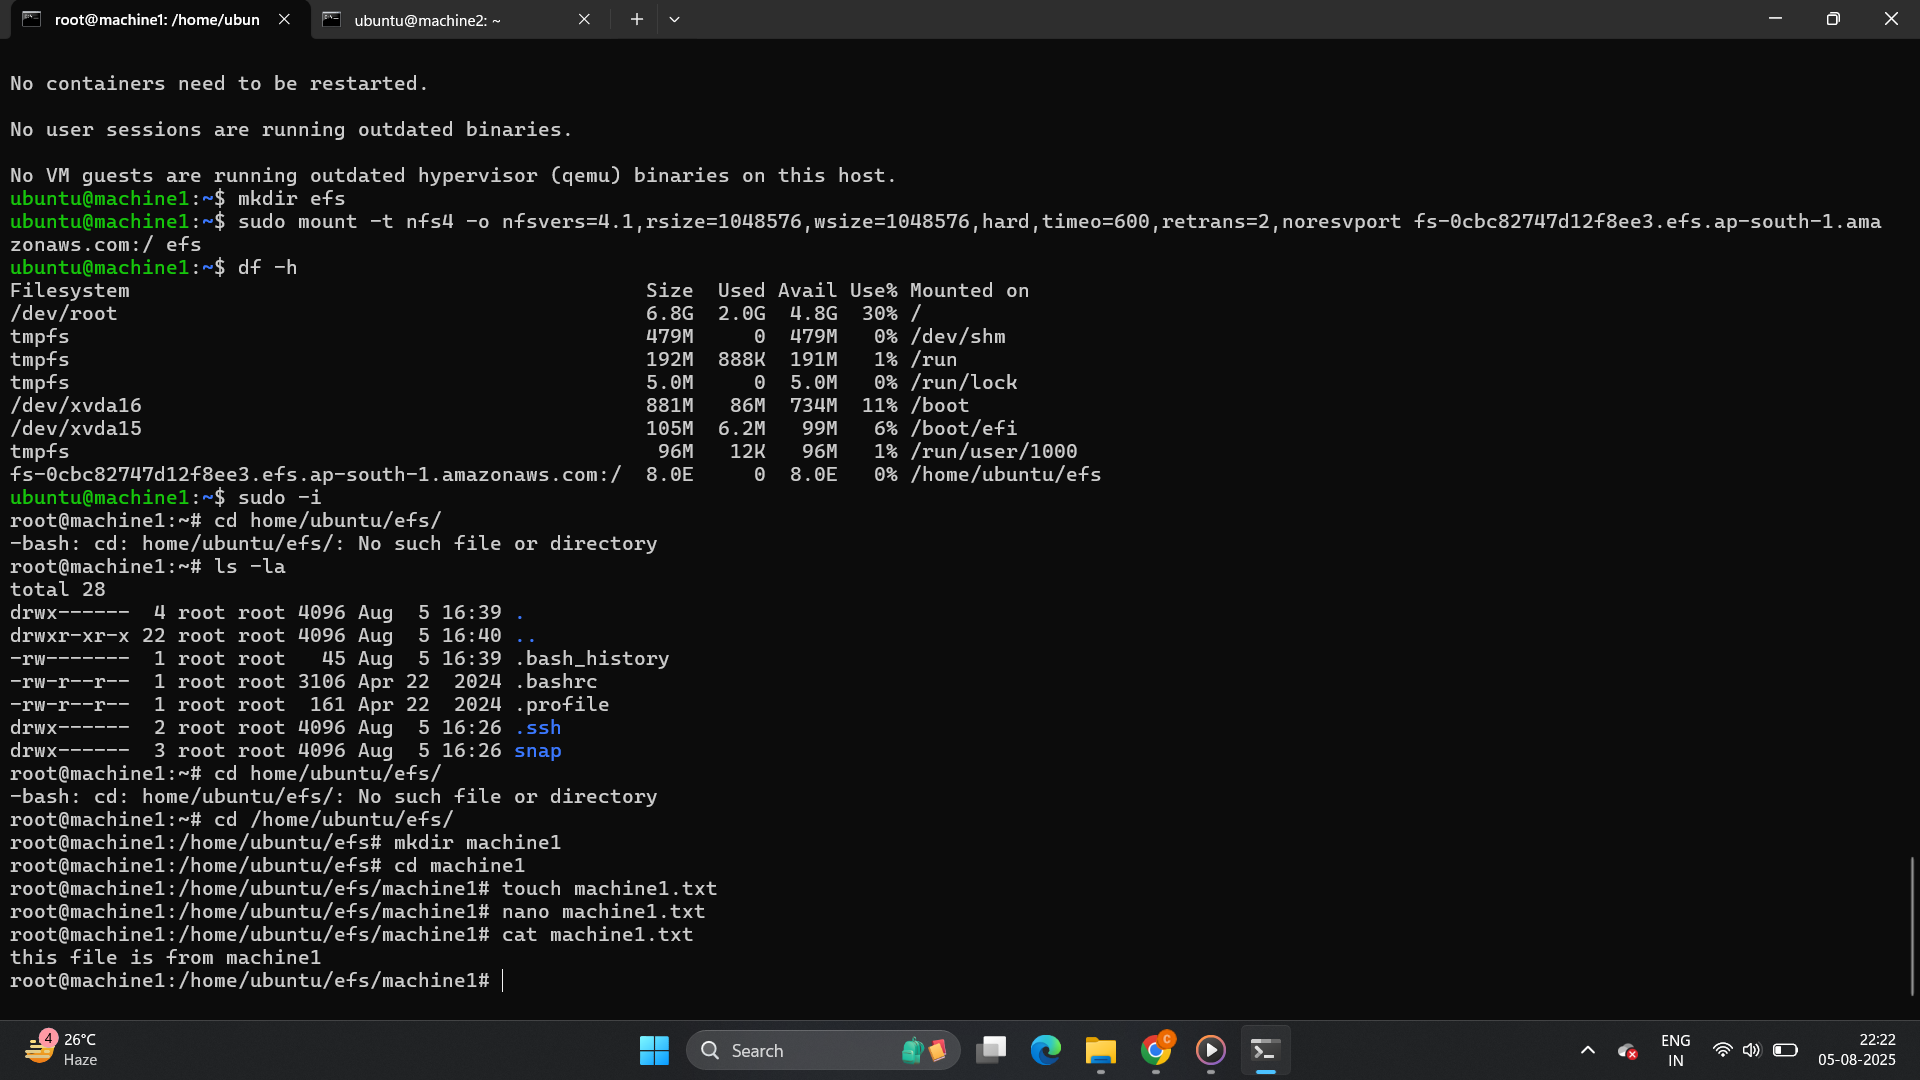 root@machine1: /home/ubun
ubuntu@machine2: ~
No containers need to be restarted.
No user sessions are running outdated binaries.
No VM guests are running outdated hypervisor (qemu) binaries on this host.
ubuntu@machine1:~$ mkdir efs
ubuntu@machine1:~$ sudo mount -t nfs4 -o nfsvers=4.1,rsize=1048576,wsize=1048576,hard,timeo=600,retrans=2,noresvport fs-0cbc82747d12f8ee3.efs.ap-south-1.ama
zonaws.com:/ efs
ubuntu@machine1:~$ df -h
Filesystem                                           Size  Used Avail Use% Mounted on
/dev/root                                            6.8G  2.0G  4.8G  30% /
tmpfs                                                479M     0  479M   0% /dev/shm
tmpfs                                                192M  888K  191M   1% /run
tmpfs                                                5.0M     0  5.0M   0% /run/lock
/dev/xvda16                                          881M   86M  734M  11% /boot
/dev/xvda15                                          105M  6.2M   99M   6% /boot/efi
tmpfs                                                 96M   12K   96M   1% /run/user/1000
fs-0cbc82747d12f8ee3.efs.ap-south-1.amazonaws.com:/  8.0E     0  8.0E   0% /home/ubuntu/efs
ubuntu@machine1:~$ sudo -i
root@machine1:~# cd home/ubuntu/efs/
-bash: cd: home/ubuntu/efs/: No such file or directory
root@machine1:~# ls -la
total 28
drwx------  4 root root 4096 Aug  5 16:39 .
drwxr-xr-x 22 root root 4096 Aug  5 16:40 ..
-rw-------  1 root root   45 Aug  5 16:39 .bash_history
-rw-r--r--  1 root root 3106 Apr 22  2024 .bashrc
-rw-r--r--  1 root root  161 Apr 22  2024 .profile
drwx------  2 root root 4096 Aug  5 16:26 .ssh
drwx------  3 root root 4096 Aug  5 16:26 snap
root@machine1:~# cd home/ubuntu/efs/
-bash: cd: home/ubuntu/efs/: No such file or directory
root@machine1:~# cd /home/ubuntu/efs/
root@machine1:/home/ubuntu/efs# mkdir machine1
root@machine1:/home/ubuntu/efs# cd machine1
root@machine1:/home/ubuntu/efs/machine1# touch machine1.txt
root@machine1:/home/ubuntu/efs/machine1# nano machine1.txt
root@machine1:/home/ubuntu/efs/machine1# cat machine1.txt
this file is from machine1
root@machine1:/home/ubuntu/efs/machine1#
4
26°C
Haze
Search
C
ENG
IN
22:22
05-08-2025